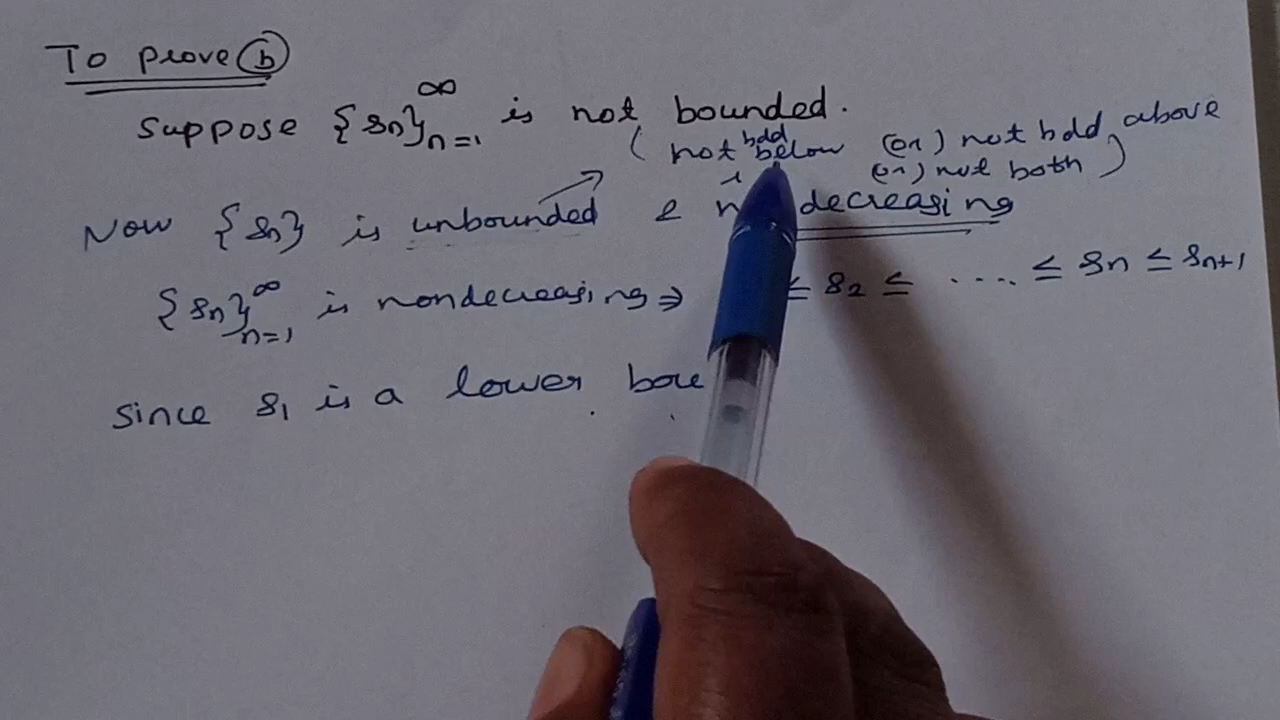 To prove (b)
suppose {sn}∞n=1 is not bounded.
(not bdd below (or) not bdd above
(or) not both)
Now {sn} is unbounded & decreasing
{sn}∞n=1 is nondecreasing ⇒ ≤ s2 ≤ ..... ≤ sn ≤ sn+1
since s1 is a lower bou